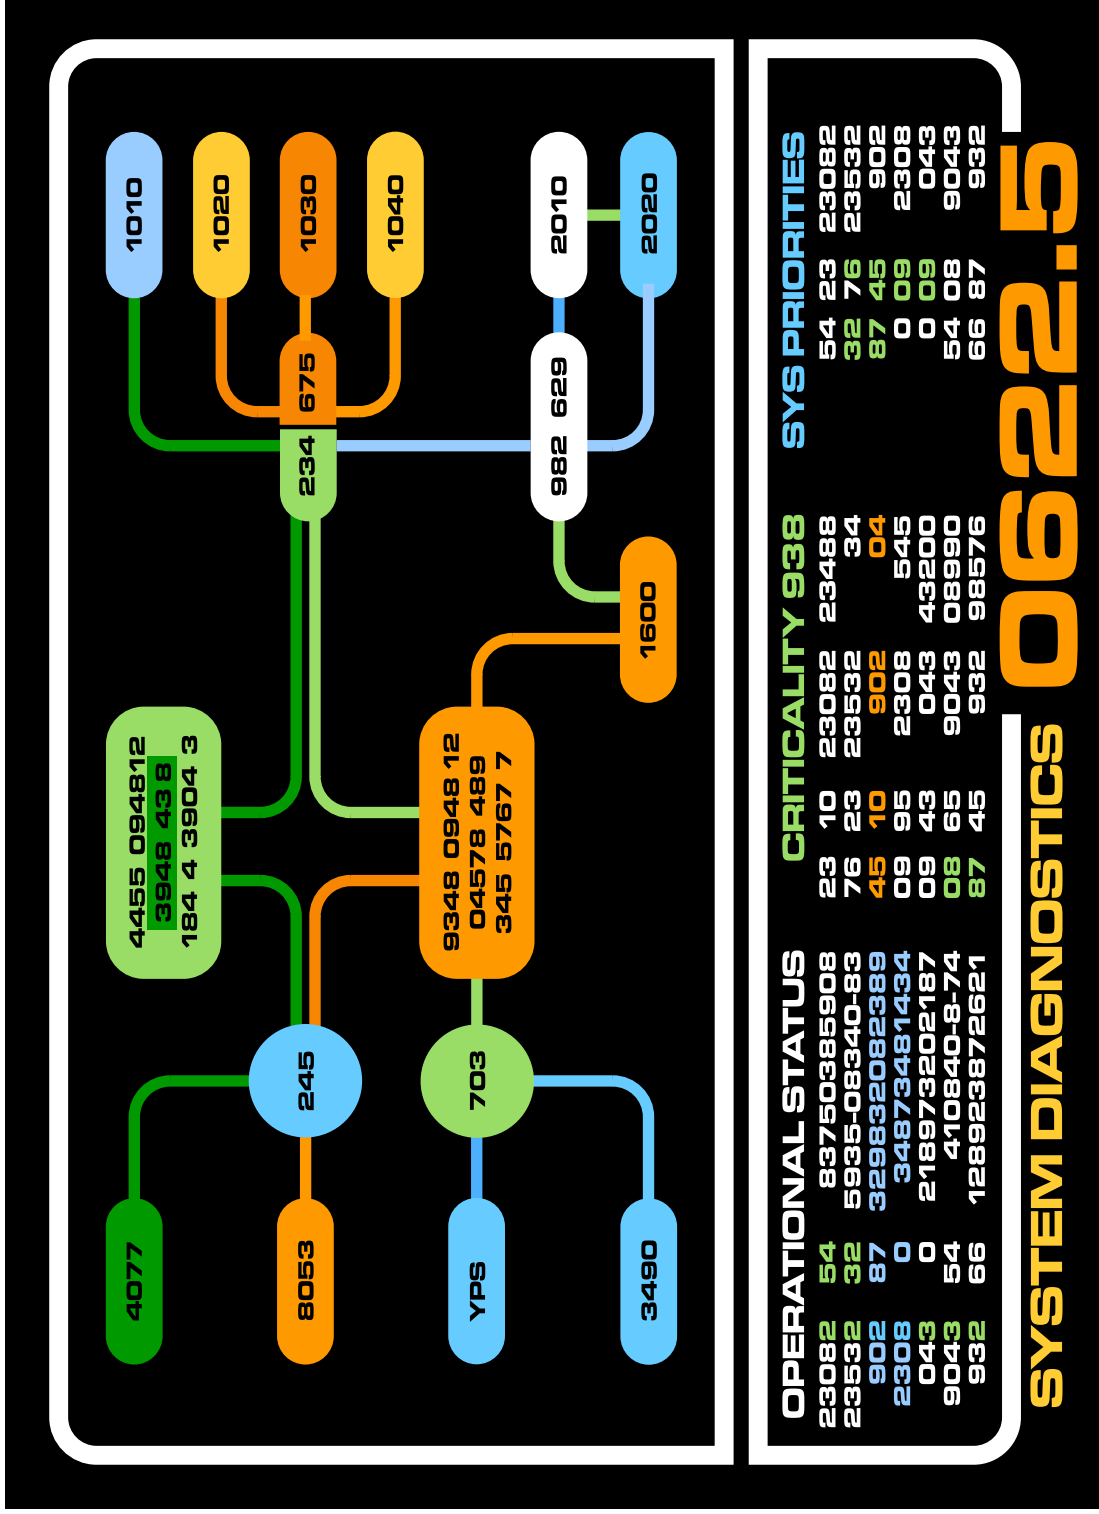 4077 4455 094812 1010
3948 43 8
184 4 3904 3
1020
8053 245 234 675 1030
1040
9348 0948 12
YPS 703 04578 489
345 5767 7
982 629 2010
3490 1600 2020
OPERATIONAL STATUS CRITICALITY 938 SYS PRIORITIES
23082 54 83750385908 23 10 23082 23488 54 23 23082
23532 32 5935-08340-83 76 23 23532 34 32 76 23532
902 87 329832082389 45 10 902 04 87 45 902
2308 0 34873481434 09 95 2308 545 0 09 2308
043 0 218973202187 09 43 043 43200 0 09 043
9043 54 410840-8-74 08 65 9043 08990 54 08 9043
932 66 128923872621 87 45 932 98576 66 87 932
SYSTEM DIAGNOSTICS 0622.5